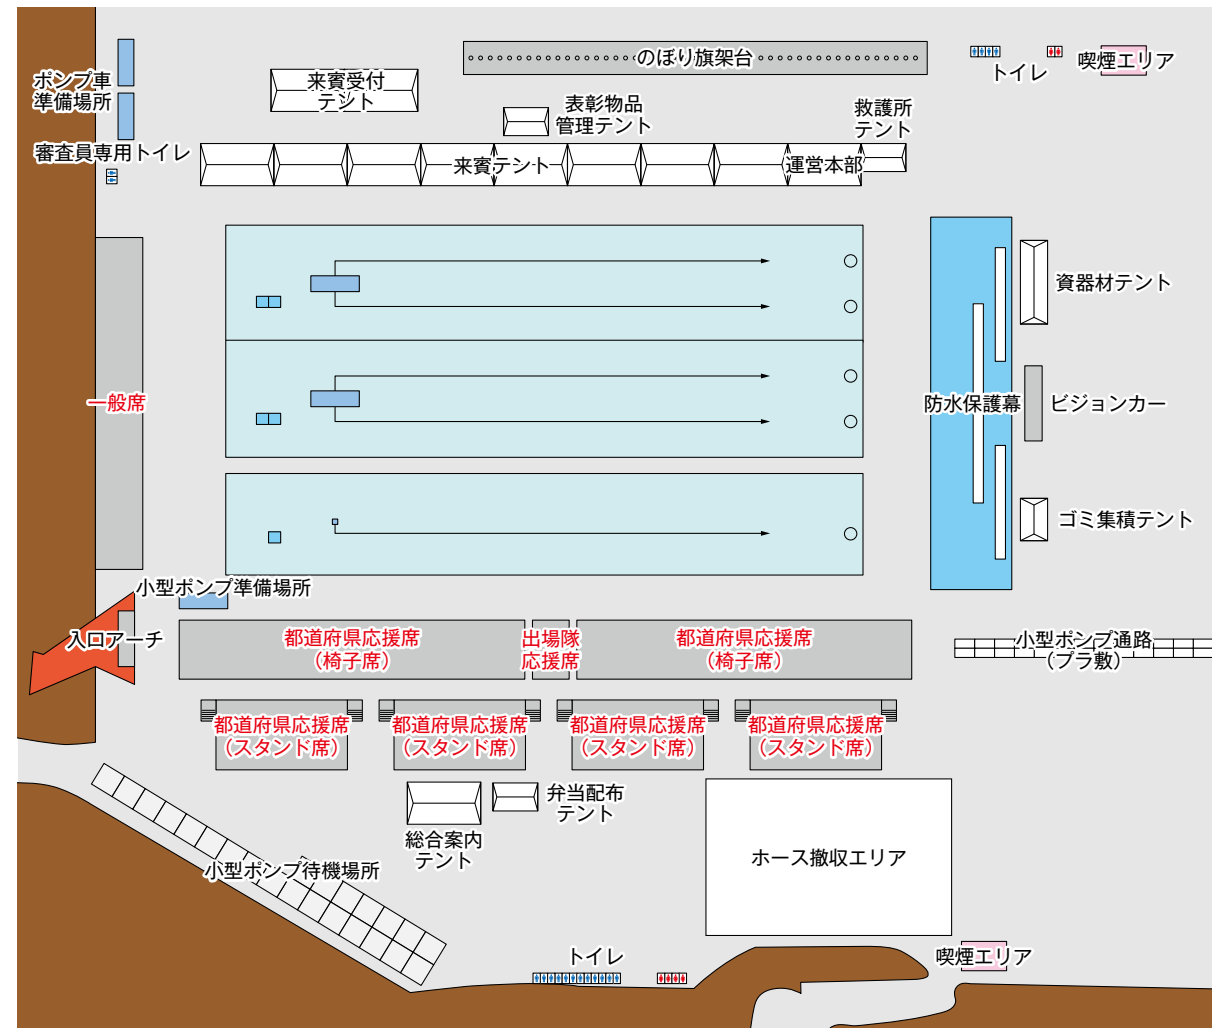 のぼり旗架台
トイレ
喫煙エリア
ポンプ車
準備場所
来賓受付
テント
表彰物品
管理テント
救護所
テント
審査員専用トイレ
来賓テント
運営本部
資器材テント
一般席
防水保護幕
ビジョンカー
ゴミ集積テント
小型ポンプ準備場所
入口アーチ
都道府県応援席
（椅子席）
出場隊
応援席
都道府県応援席
（椅子席）
小型ポンプ通路
（プラ敷）
都道府県応援席
（スタンド席）
都道府県応援席
（スタンド席）
都道府県応援席
（スタンド席）
都道府県応援席
（スタンド席）
弁当配布
テント
総合案内
テント
ホース撤収エリア
小型ポンプ待機場所
トイレ
喫煙エリア